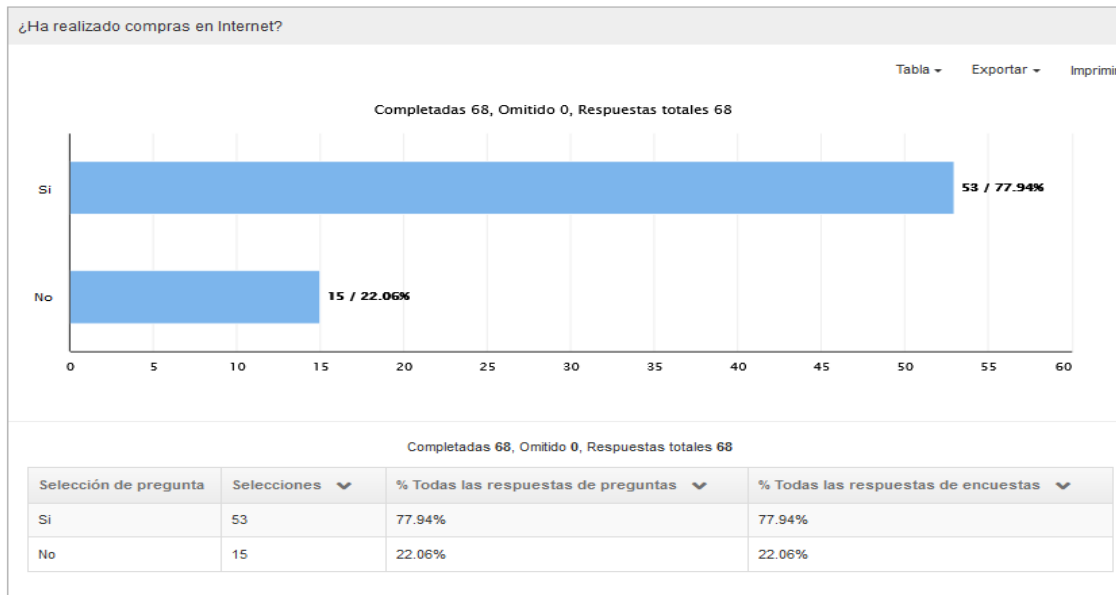 ¿Ha realizado compras en Internet?
Tabla Exportar Imprimir
Completadas 68, Omitido 0, Respuestas totales 68
Si 53 / 77.94%
No 15 / 22.06%
0 5 10 15 20 25 30 35 40 45 50 55 60
Completadas 68, Omitido 0, Respuestas totales 68
Selección de pregunta Selecciones % Todas las respuestas de preguntas % Todas las respuestas de encuestas
Si 53 77.94% 77.94%
No 15 22.06% 22.06%